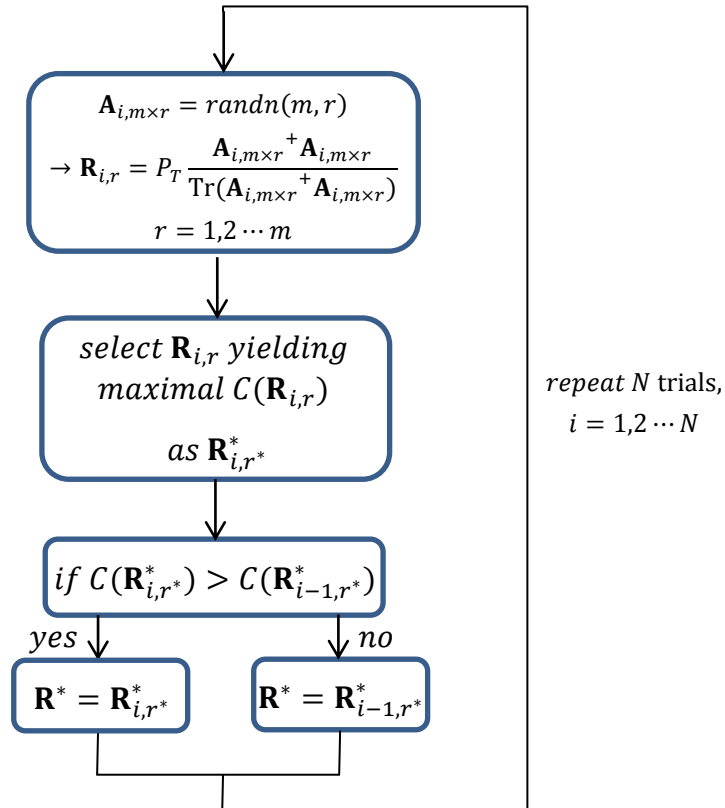 𝐀_{i,m×r} = randn(m, r)
→ 𝐑_{i,r} = P_T \frac{𝐀_{i,m×r}^+ 𝐀_{i,m×r}}{Tr(𝐀_{i,m×r}^+ 𝐀_{i,m×r})}
r = 1,2 ⋯ m
select 𝐑_{i,r} yielding
maximal C(𝐑_{i,r})
as 𝐑^*_{i,r^*}
repeat N trials,
i = 1,2 ⋯ N
if C(𝐑^*_{i,r^*}) > C(𝐑^*_{i−1,r^*})
yes
no
𝐑^* = 𝐑^*_{i,r^*}
𝐑^* = 𝐑^*_{i−1,r^*}